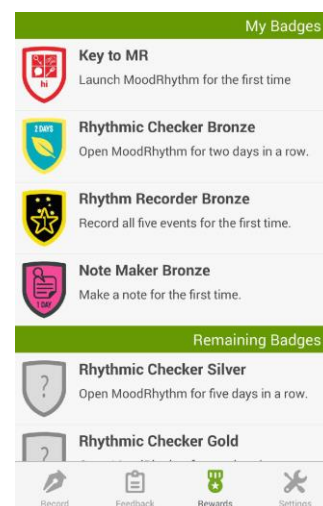 My Badges
Key to MR
Launch MoodRhythm for the first time
hi
Rhythmic Checker Bronze
2 DAYS
Open MoodRhythm for two days in a row.
Rhythm Recorder Bronze
1
Record all five events for the first time.
Note Maker Bronze
Make a note for the first time.
1 DAY
Remaining Badges
Rhythmic Checker Silver
?
Open MoodRhythm for five days in a row.
Rhythmic Checker Gold
?
Record Feedback Rewards Settings